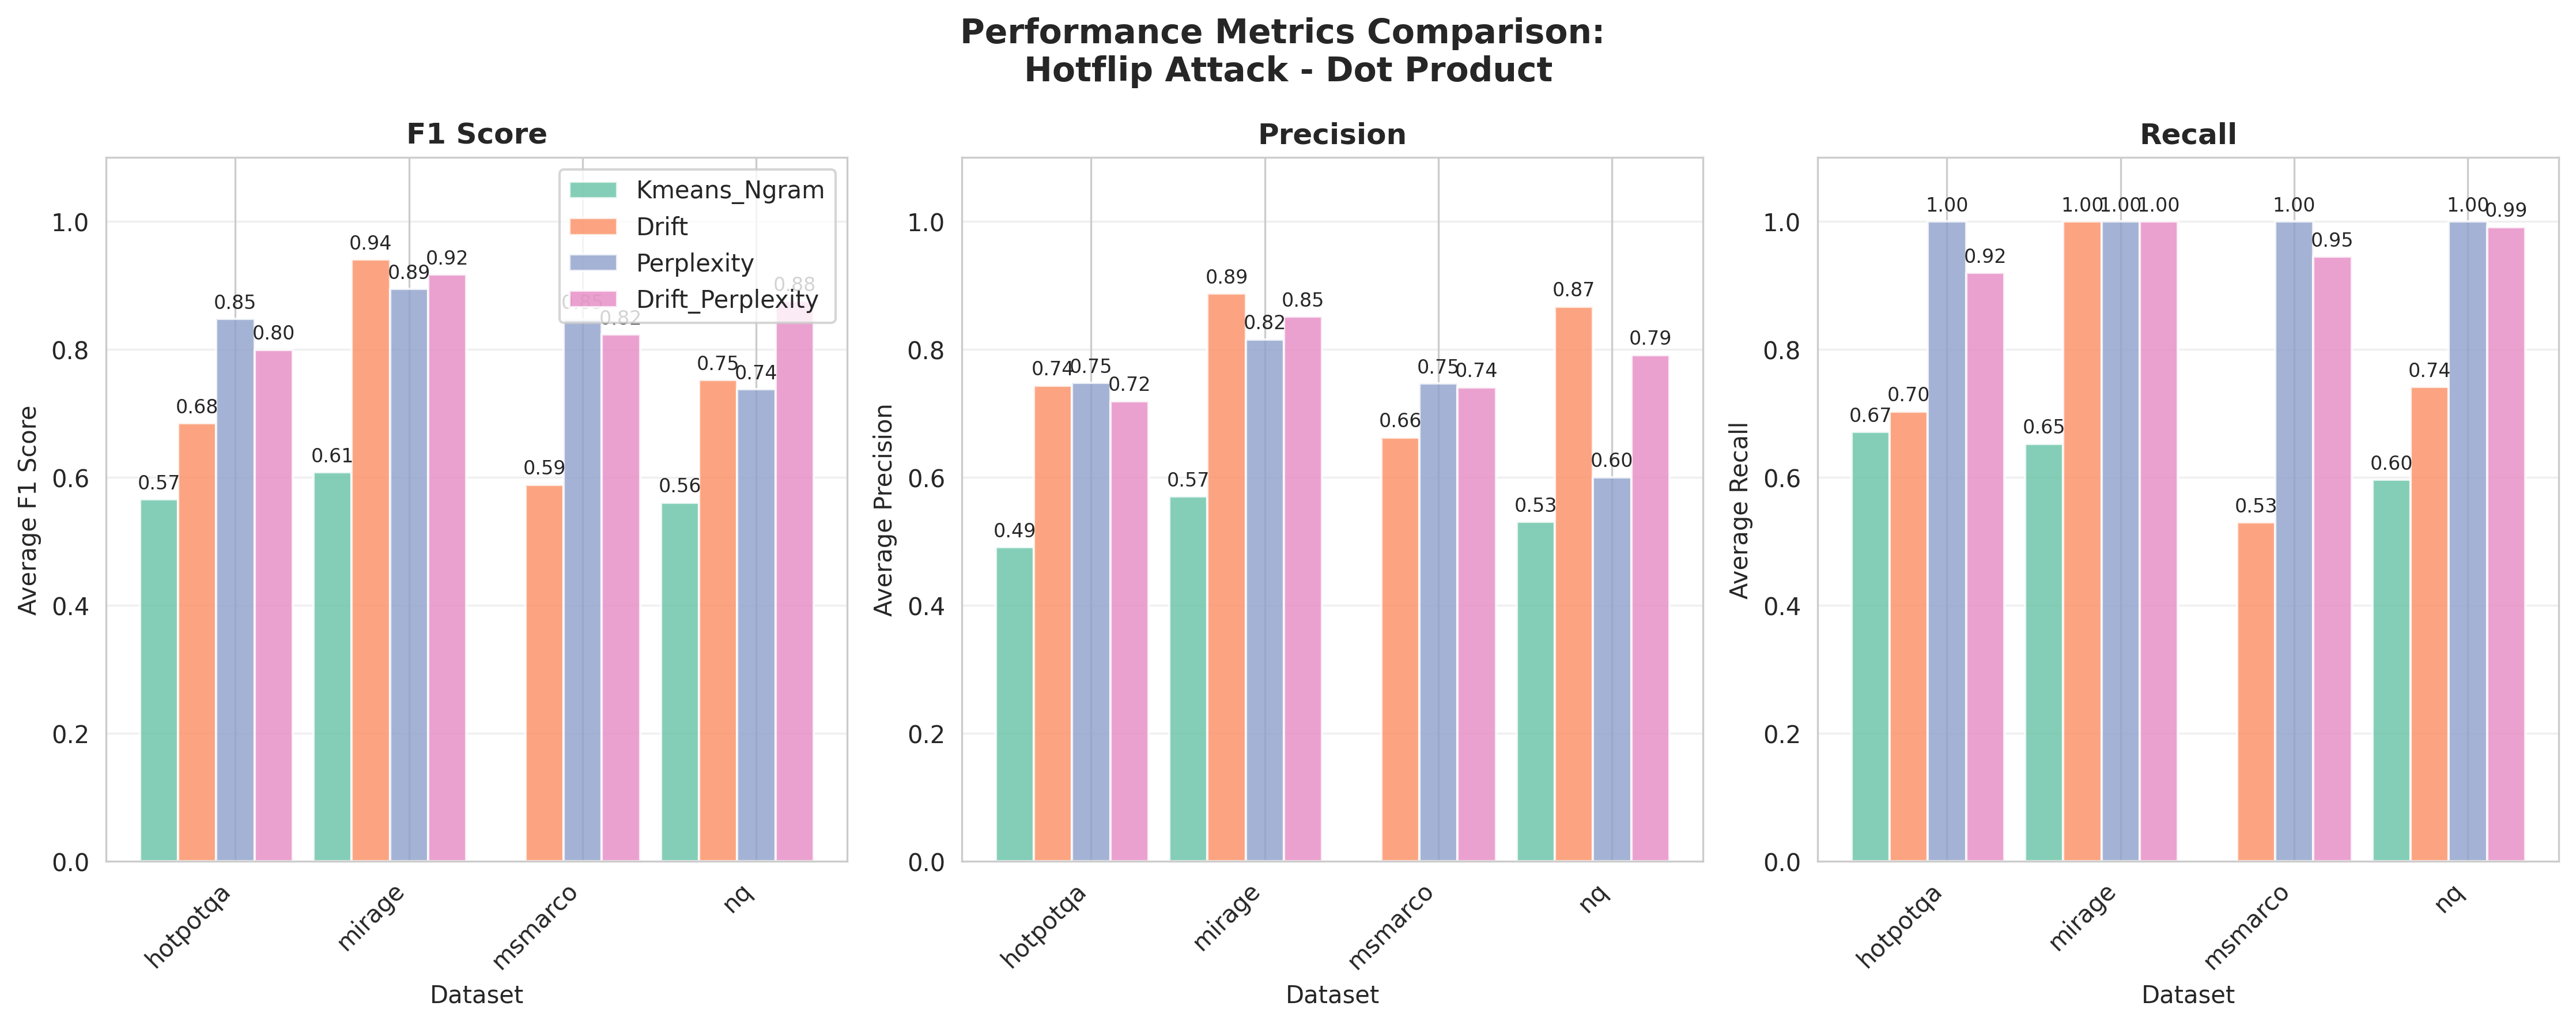 Performance Metrics Comparison:
Hotflip Attack - Dot Product
F1 Score
Average F1 Score
1.0
0.8
0.6
0.4
0.2
0.0
0.57
0.68
0.85
0.80
0.61
0.94
0.89
0.92
0.59
0.85
0.82
0.56
0.75
0.74
0.88
Kmeans_Ngram
Drift
Perplexity
Drift_Perplexity
hotpotqa
mirage
msmarco
nq
Dataset
Precision
Average Precision
1.0
0.8
0.6
0.4
0.2
0.0
0.49
0.74
0.75
0.72
0.57
0.89
0.82
0.85
0.66
0.75
0.74
0.53
0.87
0.60
0.79
hotpotqa
mirage
msmarco
nq
Dataset
Recall
Average Recall
1.0
0.8
0.6
0.4
0.2
0.0
0.67
0.70
1.00
0.92
0.65
1.00
1.00
1.00
0.53
1.00
0.95
0.60
0.74
1.00
0.99
hotpotqa
mirage
msmarco
nq
Dataset